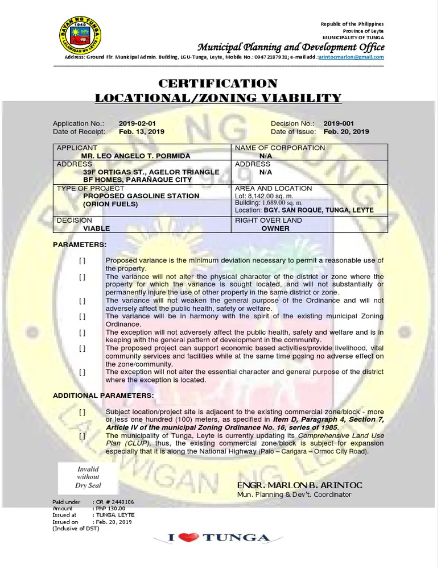 Republic of the Philippines
Province of Leyte
MUNICIPALITY OF TUNGA
Municipal Planning and Development Office
Address: Ground Flr. Municipal Admin. Building, LGU-Tunga, Leyte, Mobile No.: 09472187931; e-mail add.:arintocmarlon@gmail.com
CERTIFICATION
LOCATIONAL/ZONING VIABILITY
Application No.: 2019-02-01 Decision No.: 2019-001
Date of Receipt: Feb. 13, 2019 Date of Issue: Feb. 20, 2019
APPLICANT NAME OF CORPORATION
MR. LEO ANGELO T. PORMIDA N/A
ADDRESS ADDRESS
39F ORTIGAS ST., AGELOR TRIANGLE N/A
BF HOMES, PARAÑAQUE CITY
TYPE OF PROJECT AREA AND LOCATION
PROPOSED GASOLINE STATION Lot: 8,142.00 sq. m.
(ORION FUELS) Building: 1,689.00 sq. m.
Location: BGY. SAN ROQUE, TUNGA, LEYTE
DECISION RIGHT OVER LAND
VIABLE OWNER
PARAMETERS:
[ ] Proposed variance is the minimum deviation necessary to permit a reasonable use of
the property.
[ ] The variance will not alter the physical character of the district or zone where the
property for which the variance is sought located, and will not substantially or
permanently injure the use of other property in the same district or zone.
[ ] The variance will not weaken the general purpose of the Ordinance and will not
adversely affect the public health, safety or welfare.
[ ] The variance will be in harmony with the spirit of the existing municipal Zoning
Ordinance.
[ ] The exception will not adversely affect the public health, safety and welfare and is in
keeping with the general pattern of development in the community.
[ ] The proposed project can support economic based activities/provide livelihood, vital
community services and facilities while at the same time posing no adverse effect on
the zone/community.
[ ] The exception will not alter the essential character and general purpose of the district
where the exception is located.
ADDITIONAL PARAMETERS:
[ ] Subject location/project site is adjacent to the existing commercial zone/block - more
or less one hundred (100) meters, as specified in Item D, Paragraph 4, Section 7,
Article IV of the municipal Zoning Ordinance No. 16, series of 1985.
[ ] The municipality of Tunga, Leyte is currently updating its Comprehensive Land Use
Plan (CLUP), thus, the existing commercial zone/block is subject for expansion
especially that it is along the National Highway (Palo – Carigara – Ormoc City Road).
Invalid
without
Dry Seal
ENGR. MARLON B. ARINTOC
Mun. Planning & Dev't. Coordinator
Paid under : OR # 2443106
Amount : PhP 130.00
Issued at : TUNGA, LEYTE
Issued on : Feb. 20, 2019
(Inclusive of DST)
I TUNGA